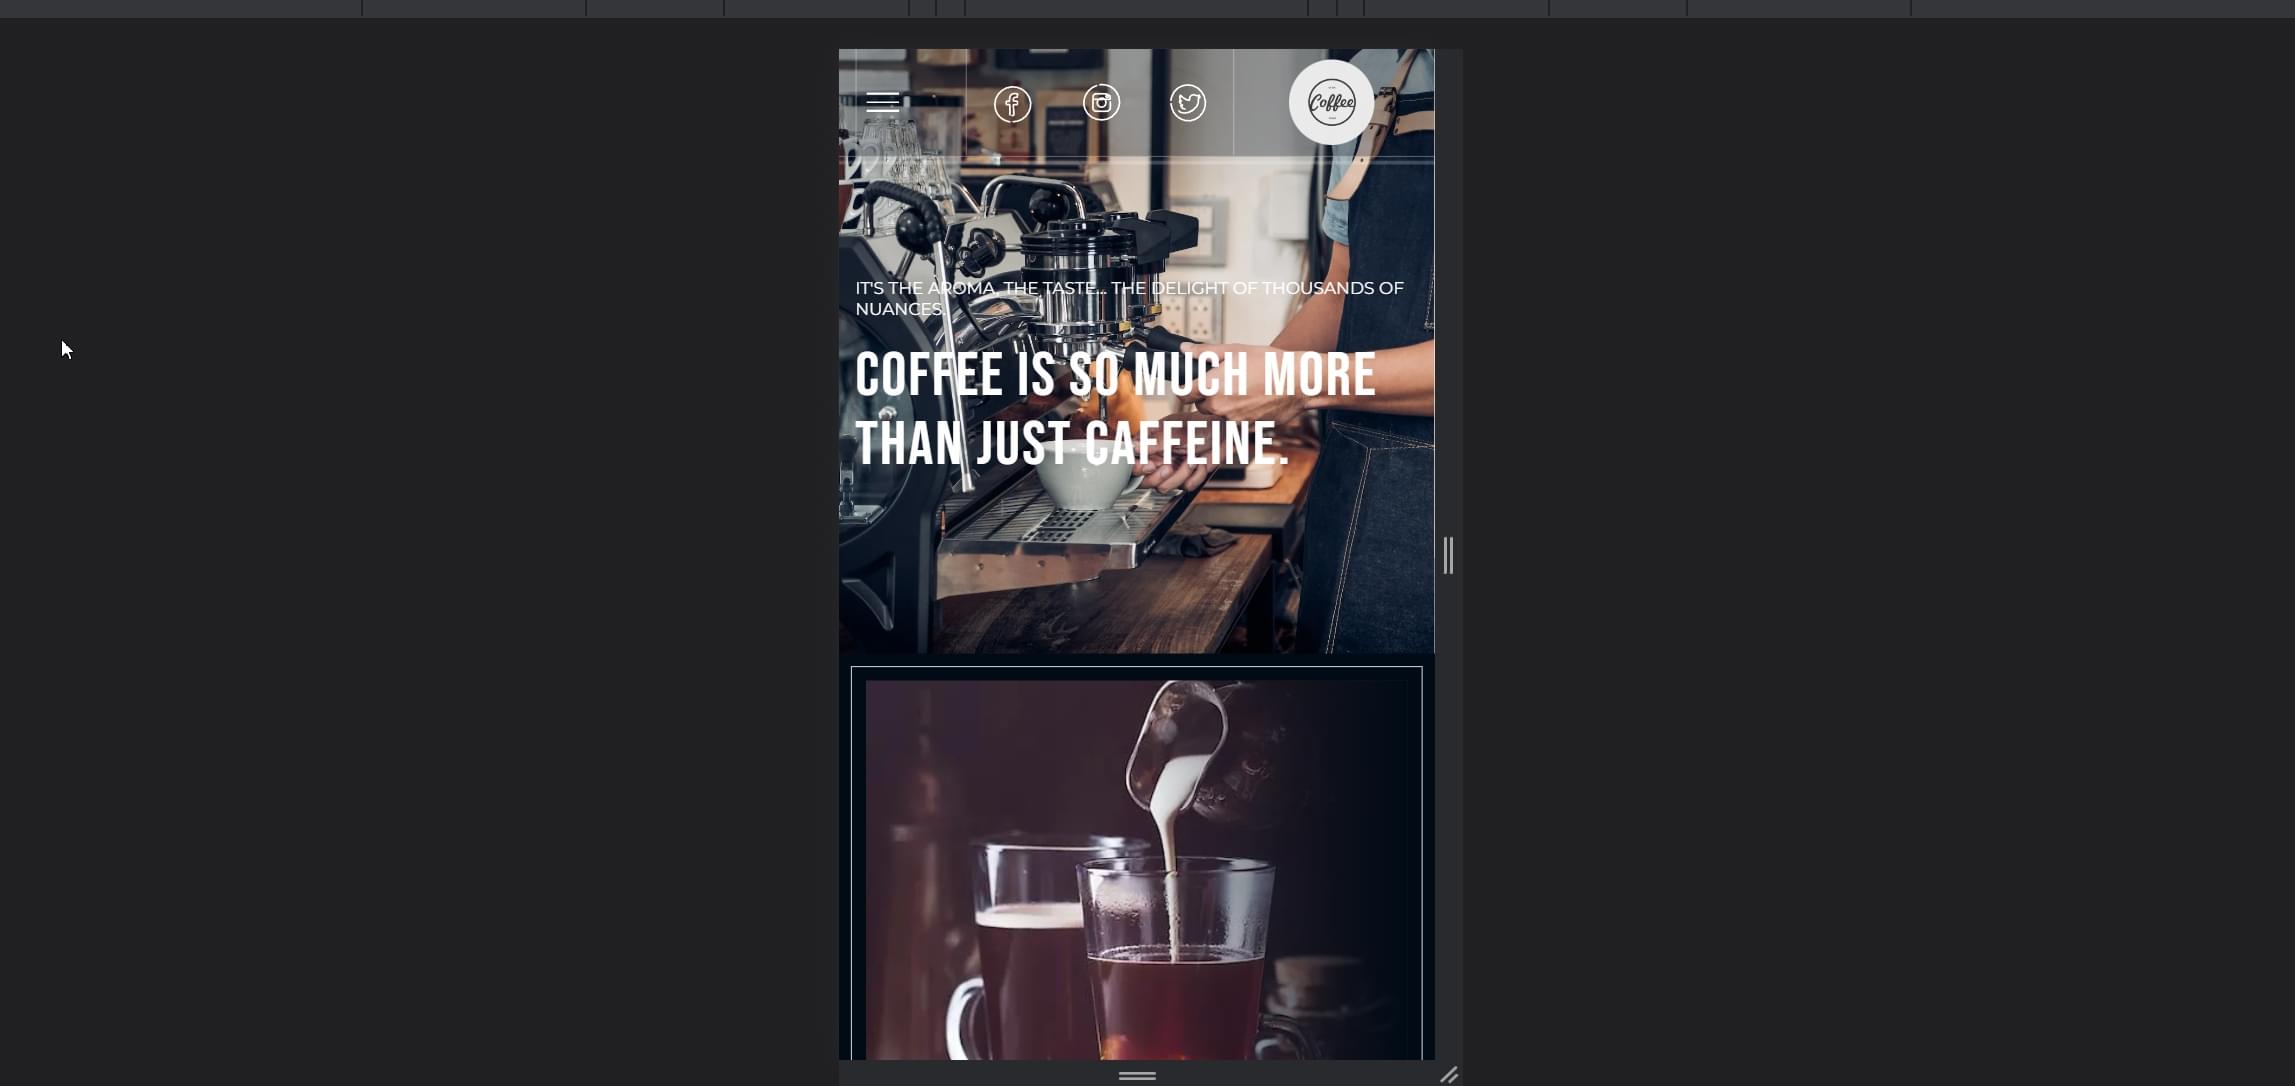 Coffee
IT'S THE AROMA, THE TASTE... THE DELIGHT OF THOUSANDS OF
NUANCES.
COFFEE IS SO MUCH MORE
THAN JUST CAFFEINE.